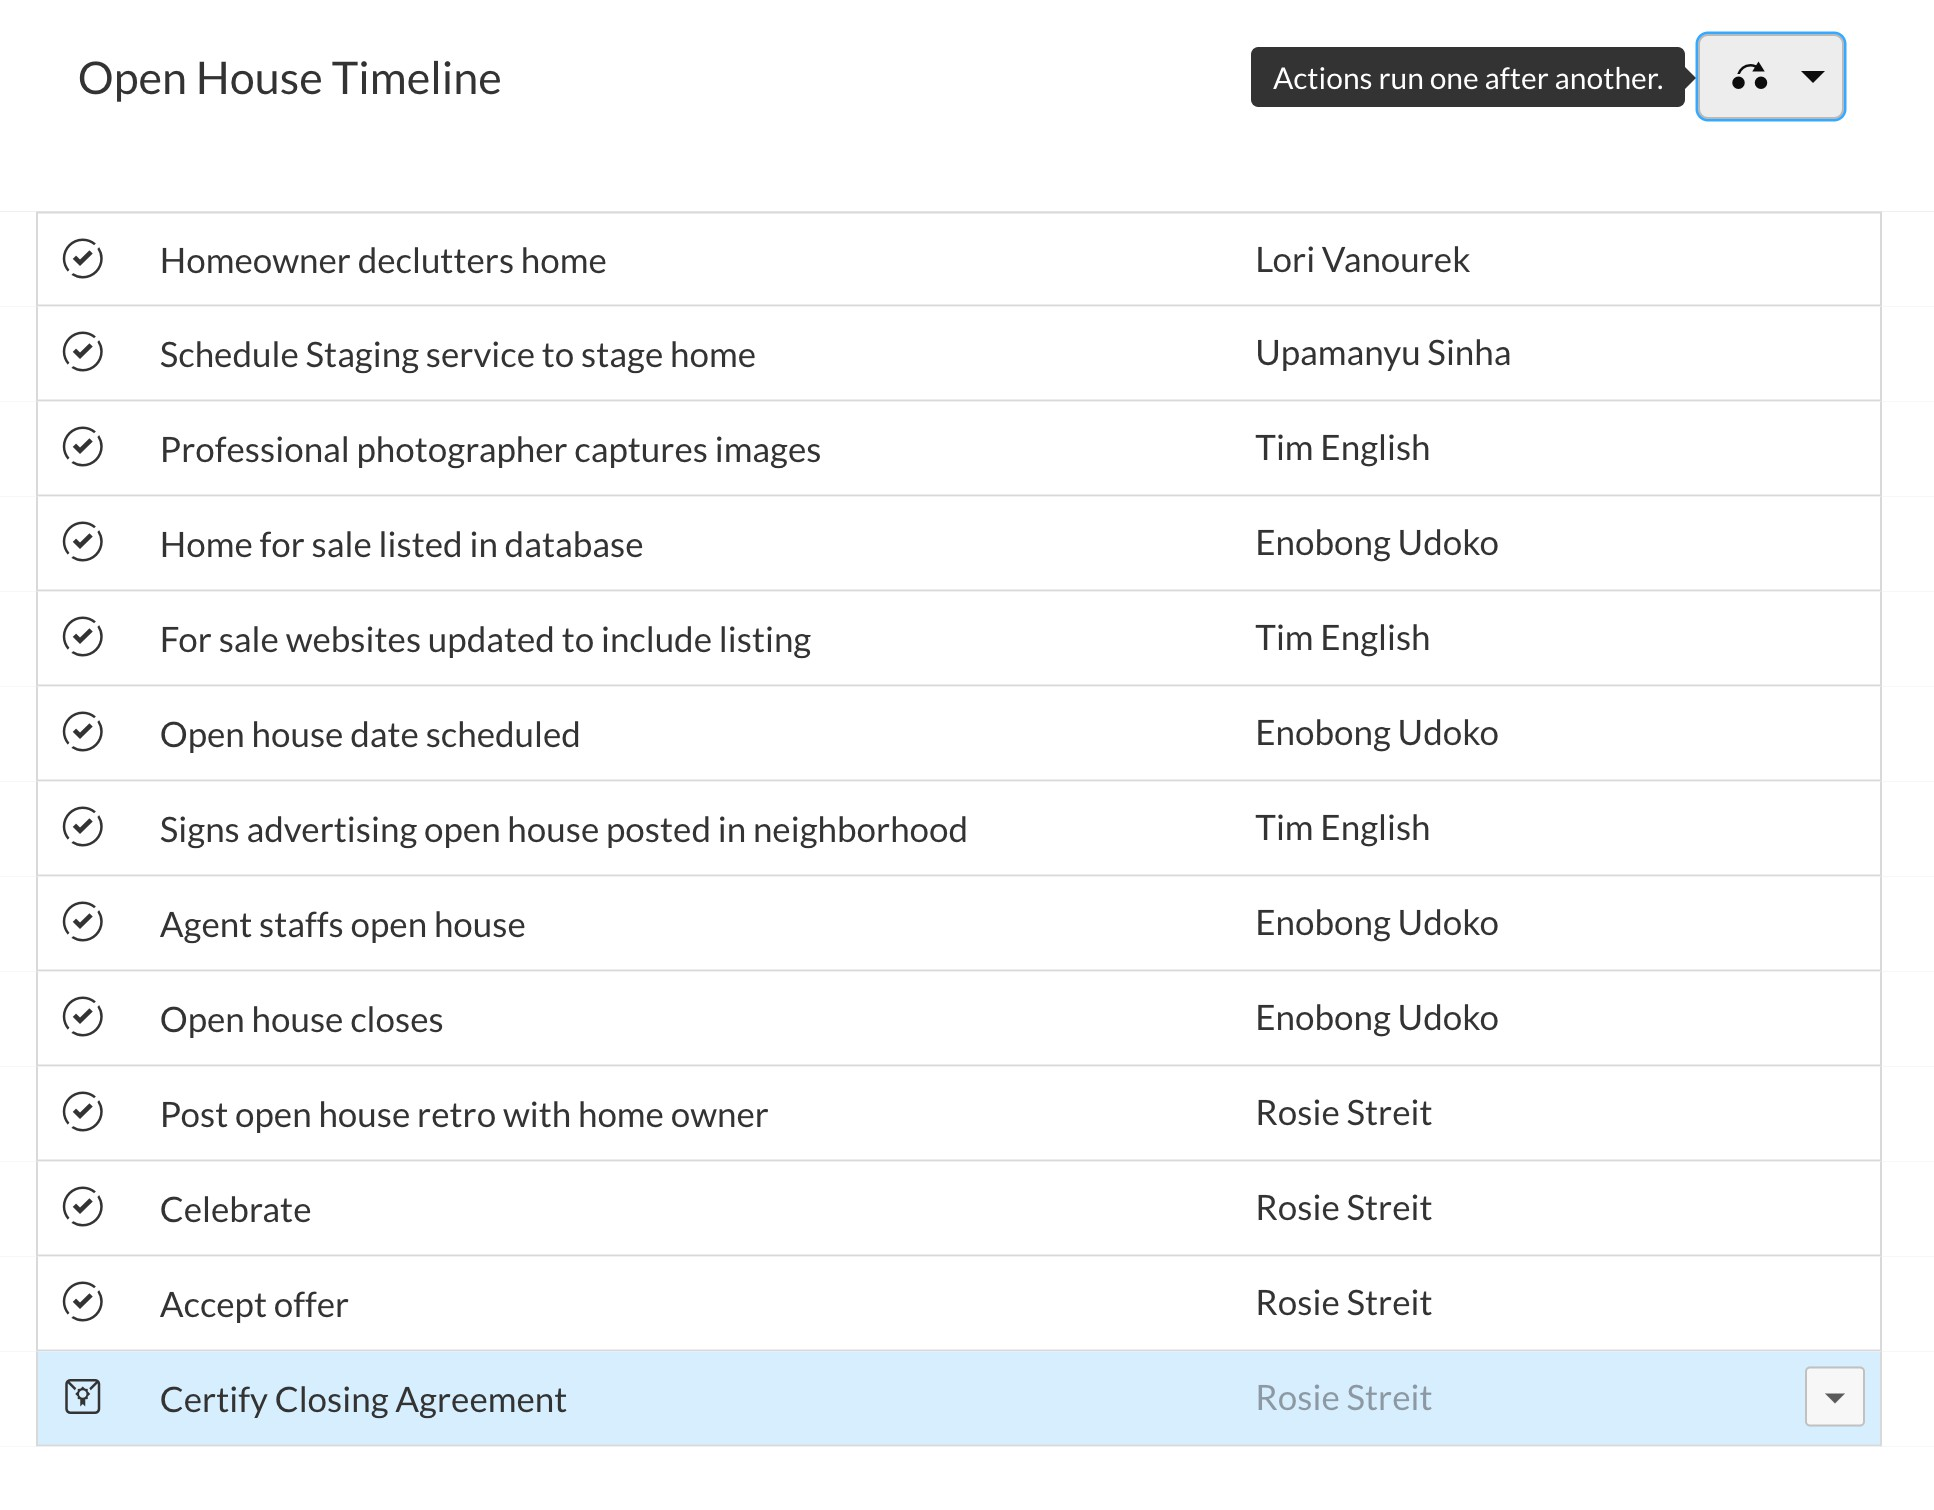 Open House Timeline
Actions run one after another.
Homeowner declutters home Lori Vanourek
Schedule Staging service to stage home Upamanyu Sinha
Professional photographer captures images Tim English
Home for sale listed in database Enobong Udoko
For sale websites updated to include listing Tim English
Open house date scheduled Enobong Udoko
Signs advertising open house posted in neighborhood Tim English
Agent staffs open house Enobong Udoko
Open house closes Enobong Udoko
Post open house retro with home owner Rosie Streit
Celebrate Rosie Streit
Accept offer Rosie Streit
Certify Closing Agreement Rosie Streit